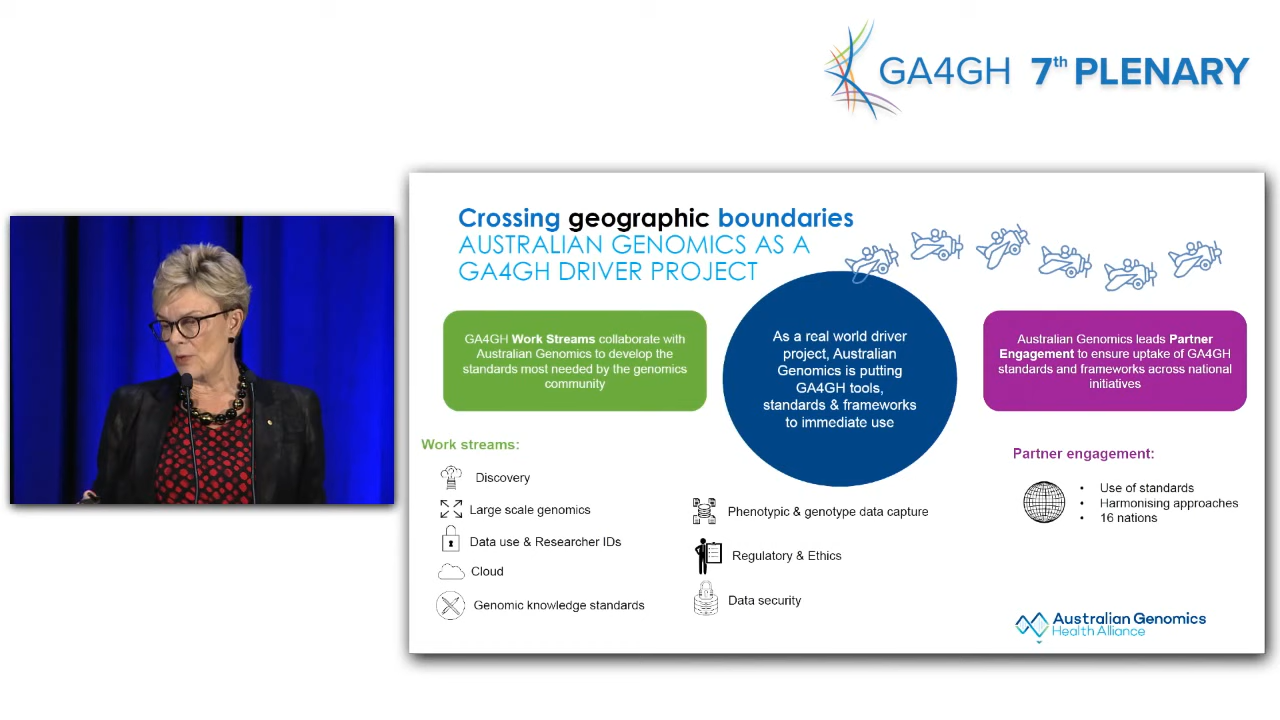 GA4GH 7th PLENARY
Crossing geographic boundaries
AUSTRALIAN GENOMICS AS A
GA4GH DRIVER PROJECT
GA4GH Work Streams collaborate with
Australian Genomics to develop the
standards most needed by the genomics
community
As a real world driver
project, Australian
Genomics is putting
GA4GH tools,
standards & frameworks
to immediate use
Australian Genomics leads Partner
Engagement to ensure uptake of GA4GH
standards and frameworks across national
initiatives
Work streams:
Discovery
Large scale genomics
Data use & Researcher IDs
Cloud
Genomic knowledge standards
Phenotypic & genotype data capture
Regulatory & Ethics
Data security
Partner engagement:
• Use of standards
• Harmonising approaches
• 16 nations
Australian Genomics
Health Alliance